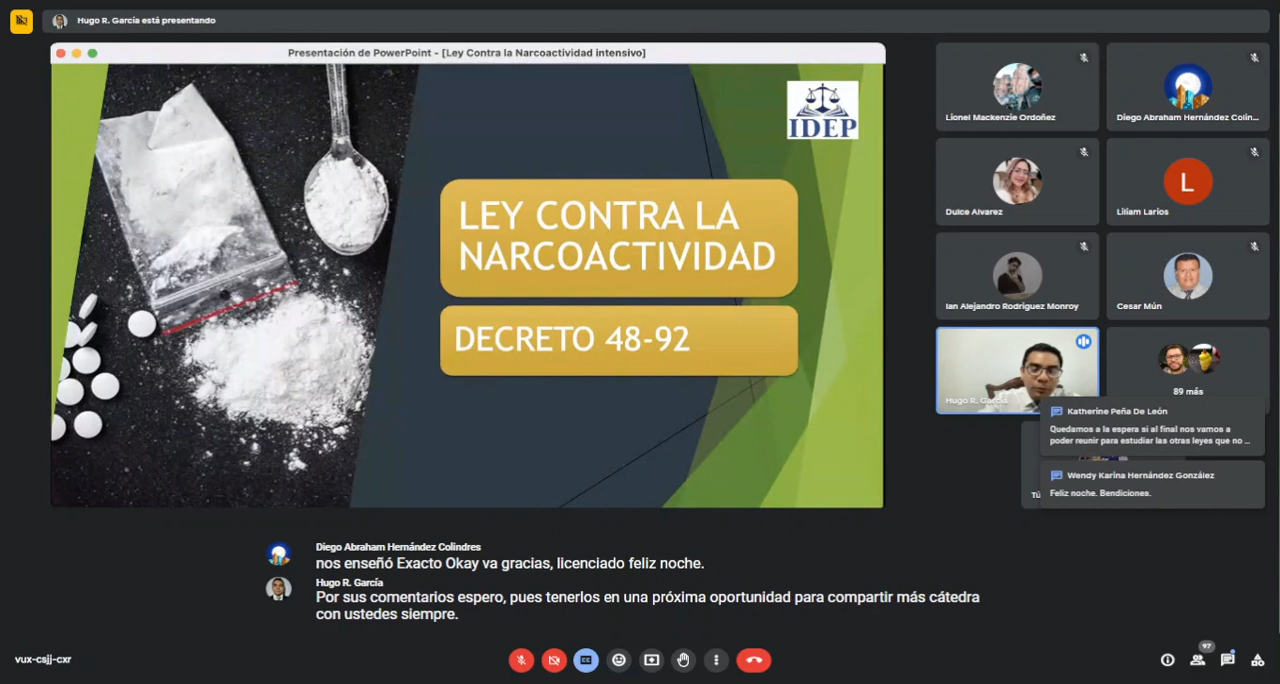 Hugo R. García está presentando
Presentación de PowerPoint - [Ley Contra la Narcoactividad intensivo]
IDEP
LEY CONTRA LA
NARCOACTIVIDAD
DECRETO 48-92
Lionel Mackenzie Ordoñez
Diego Abraham Hernández Colin...
Dulce Alvarez
L
Liliam Larios
Ian Alejandro Rodriguez Monroy
Cesar Mún
Hugo R. García
89 más
Katherine Peña De León
Quedamos a la espera si al final nos vamos a
poder reunir para estudiar las otras leyes que no ...
Wendy Karina Hernández González
Feliz noche. Bendiciones.
Tú
Diego Abraham Hernández Colindres
nos enseñó Exacto Okay va gracias, licenciado feliz noche.
Hugo R. García
Por sus comentarios espero, pues tenerlos en una próxima oportunidad para compartir más cátedra
con ustedes siempre.
vux-csjj-cxr
CC
97